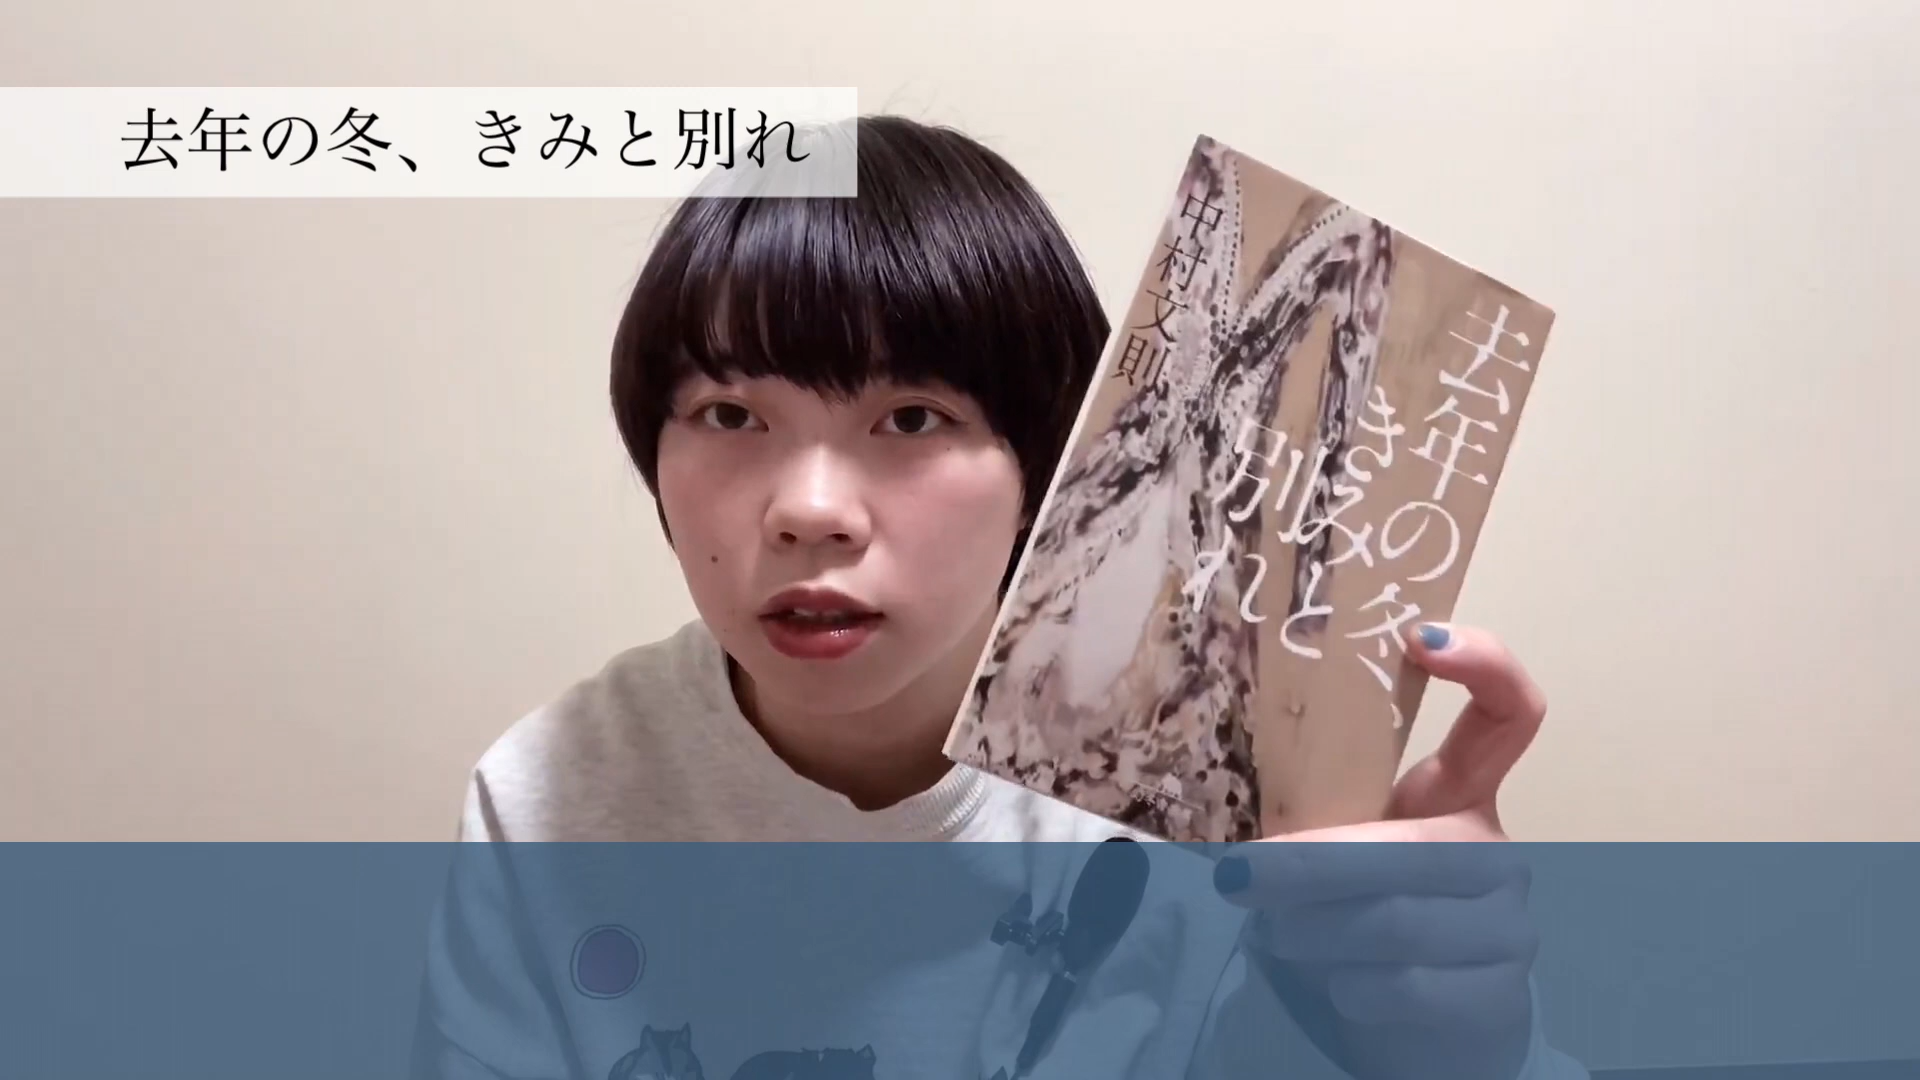 去年の冬、きみと別れ
去年の冬、
きみと
別れ
中村文則